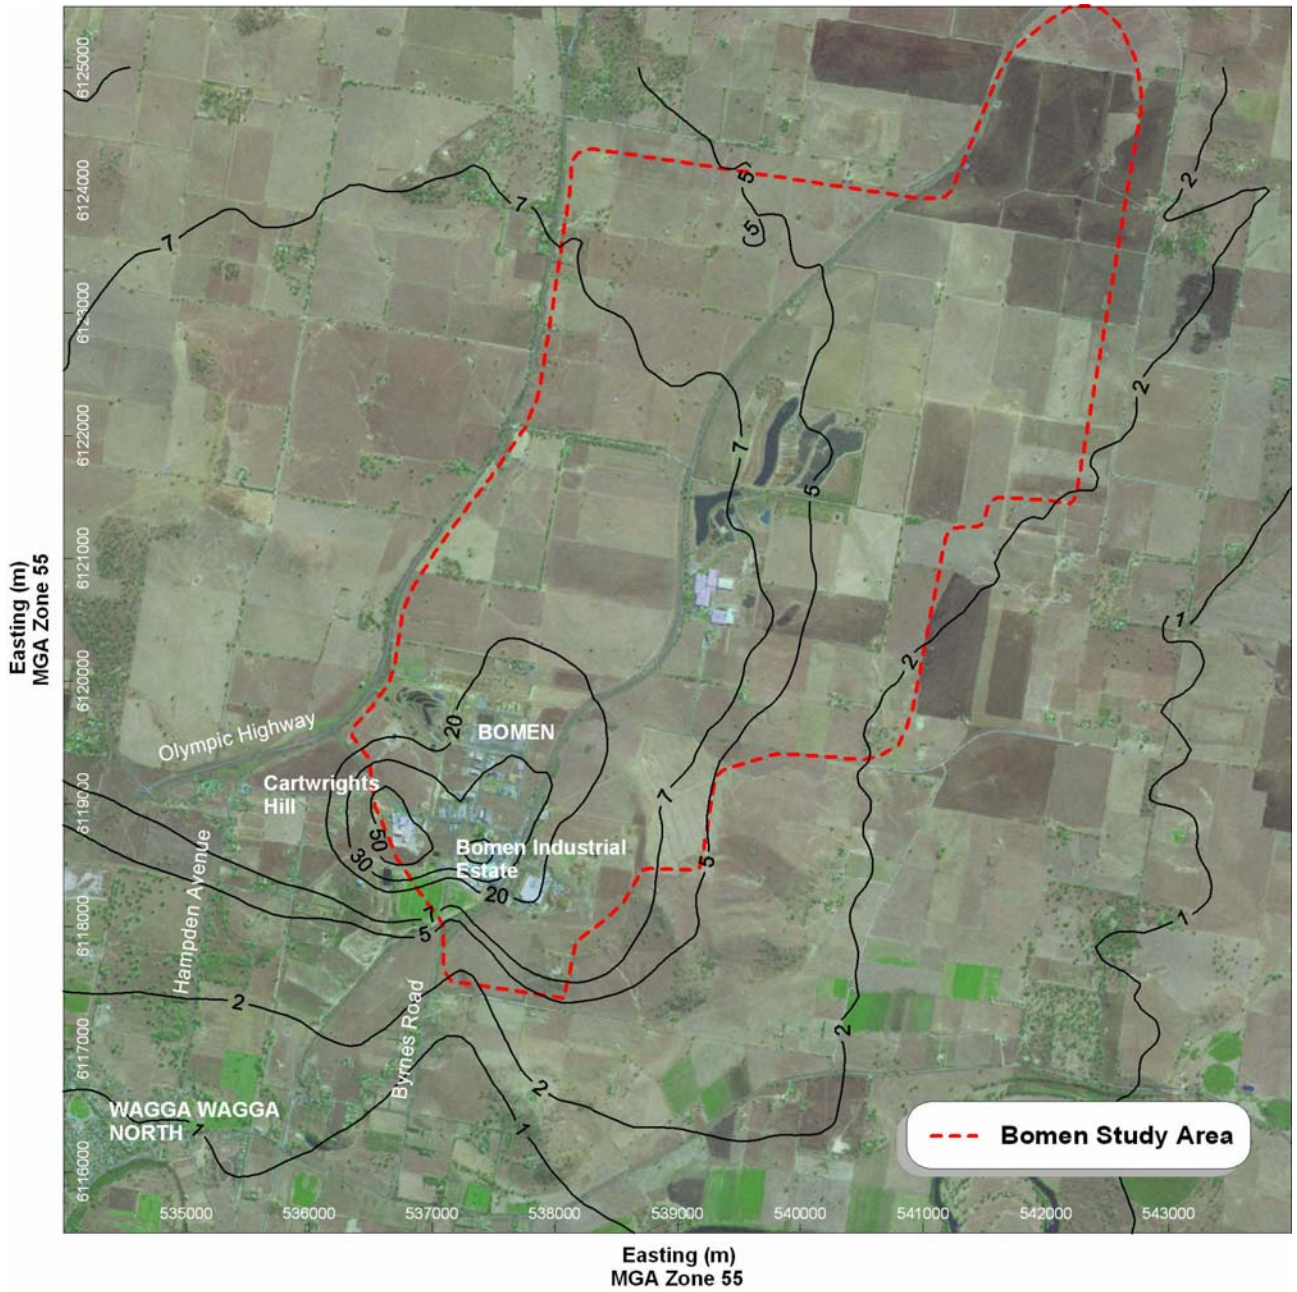 6125000
6124000
6123000
6122000
6121000
6120000
6119000
6118000
6117000
6116000
Easting (m)
MGA Zone 55
5
2
7
7
5
2
7
5
1
2
Olympic Highway
20
BOMEN
Cartwrights
Hill
7
50
30
Bomen Industrial
Estate
5
20
Hampden Avenue
7
5
1
2
Byrnes Road
2
2
WAGGA WAGGA
NORTH
1
1
Bomen Study Area
535000
536000
537000
538000
539000
540000
541000
542000
543000
Easting (m)
MGA Zone 55